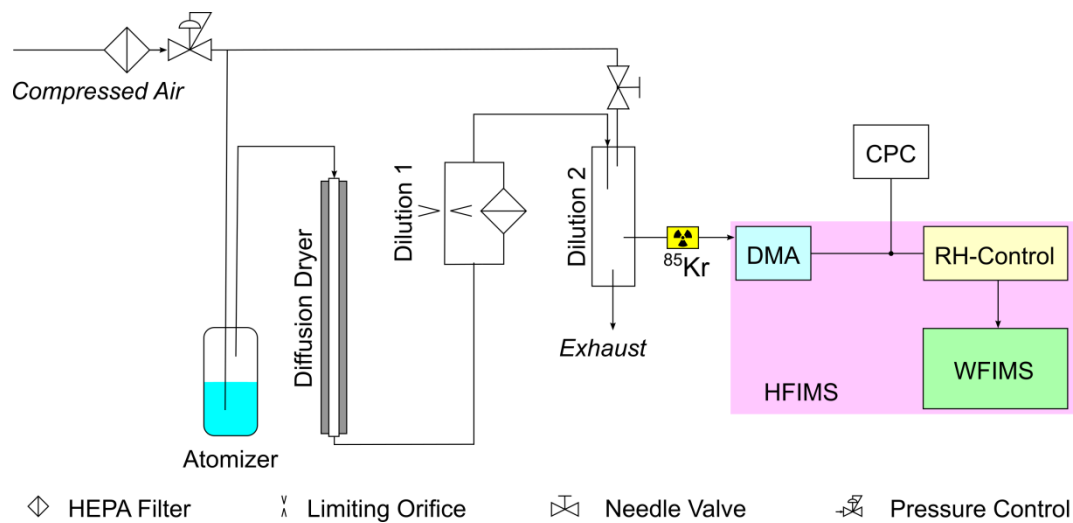 Compressed Air
Diffusion Dryer
Dilution 1
Dilution 2
CPC
85Kr
DMA
RH-Control
WFIMS
HFIMS
Exhaust
Atomizer
HEPA Filter
Limiting Orifice
Needle Valve
Pressure Control